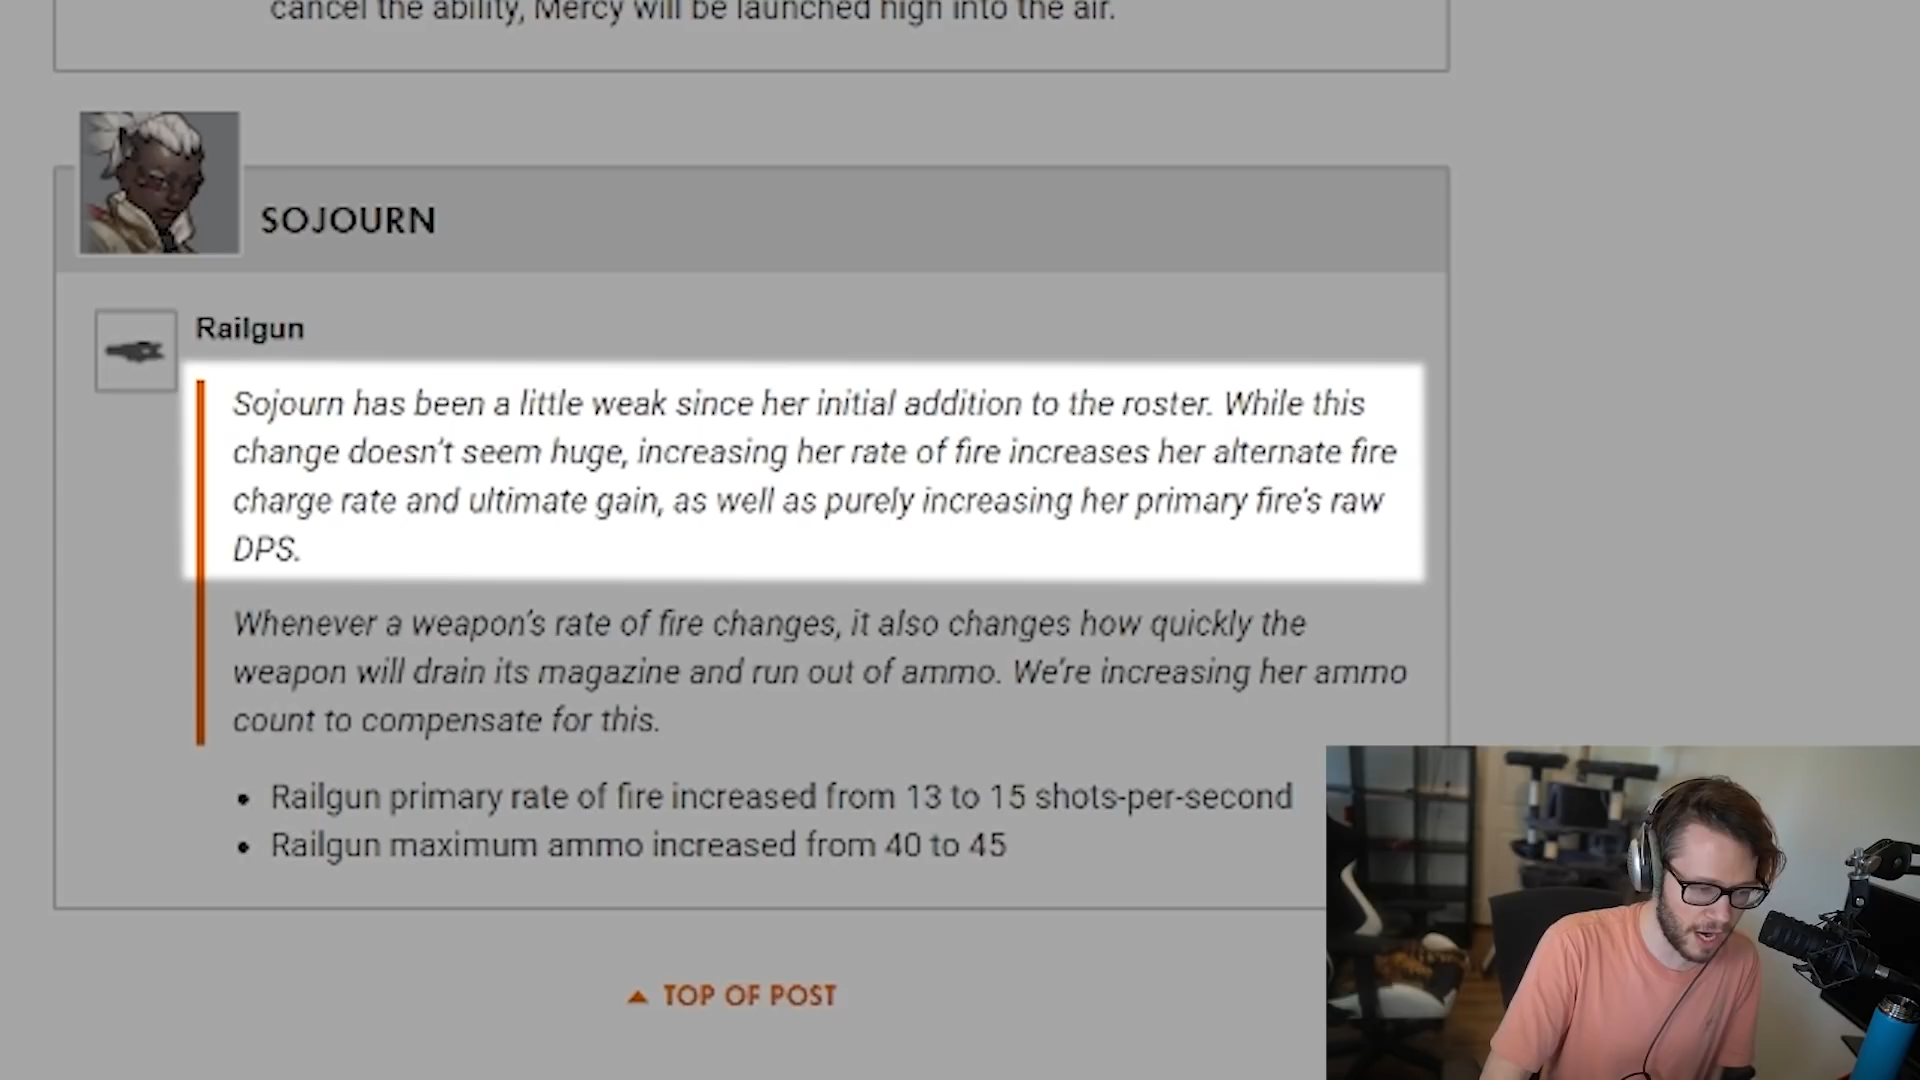 cancel the ability, Mercy will be launched high into the air.
SOJOURN
Railgun
Sojourn has been a little weak since her initial addition to the roster. While this
change doesn't seem huge, increasing her rate of fire increases her alternate fire
charge rate and ultimate gain, as well as purely increasing her primary fire's raw
DPS.
Whenever a weapon's rate of fire changes, it also changes how quickly the
weapon will drain its magazine and run out of ammo. We're increasing her ammo
count to compensate for this.
• Railgun primary rate of fire increased from 13 to 15 shots-per-second
• Railgun maximum ammo increased from 40 to 45
TOP OF POST